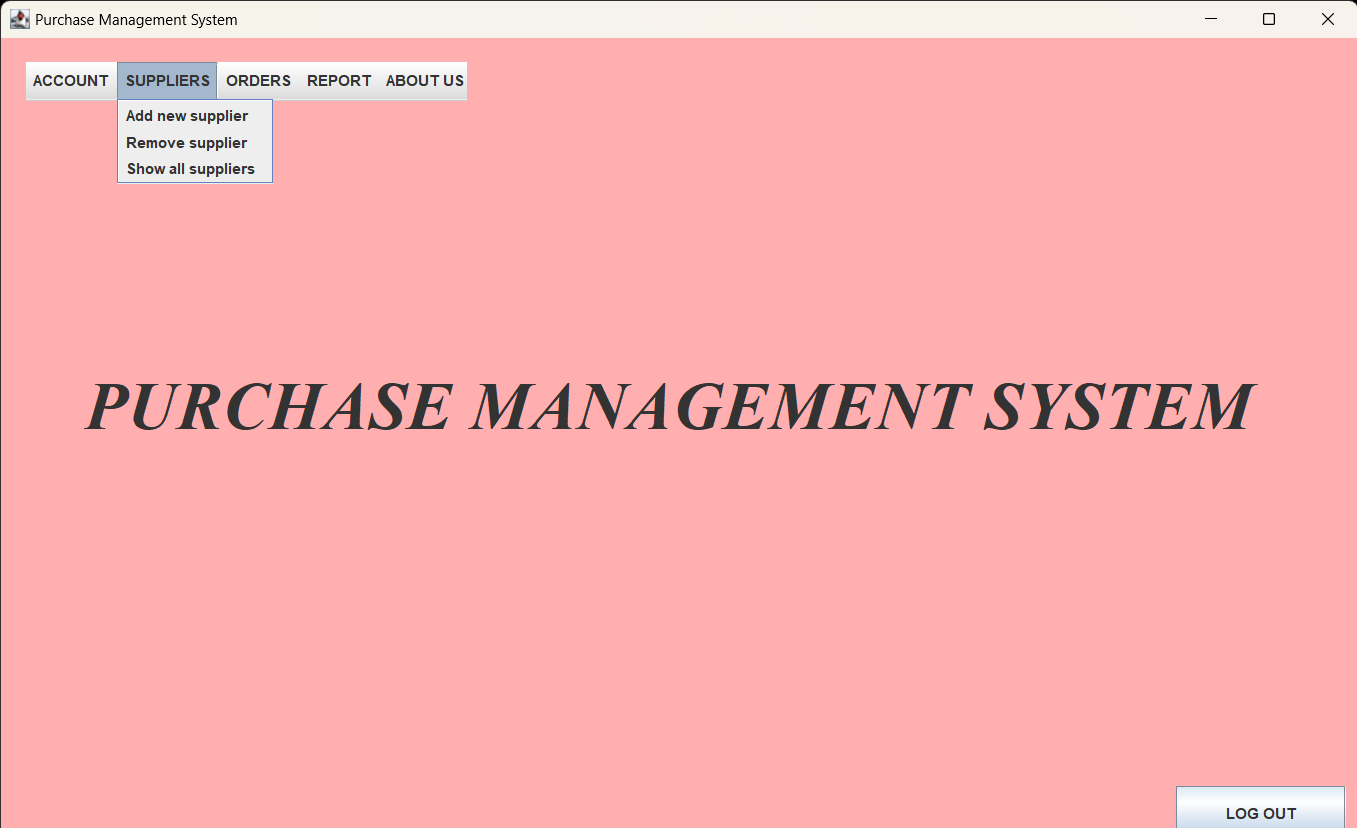 Purchase Management System
ACCOUNT SUPPLIERS ORDERS REPORT ABOUT US
Add new supplier
Remove supplier
Show all suppliers
PURCHASE MANAGEMENT SYSTEM
LOG OUT